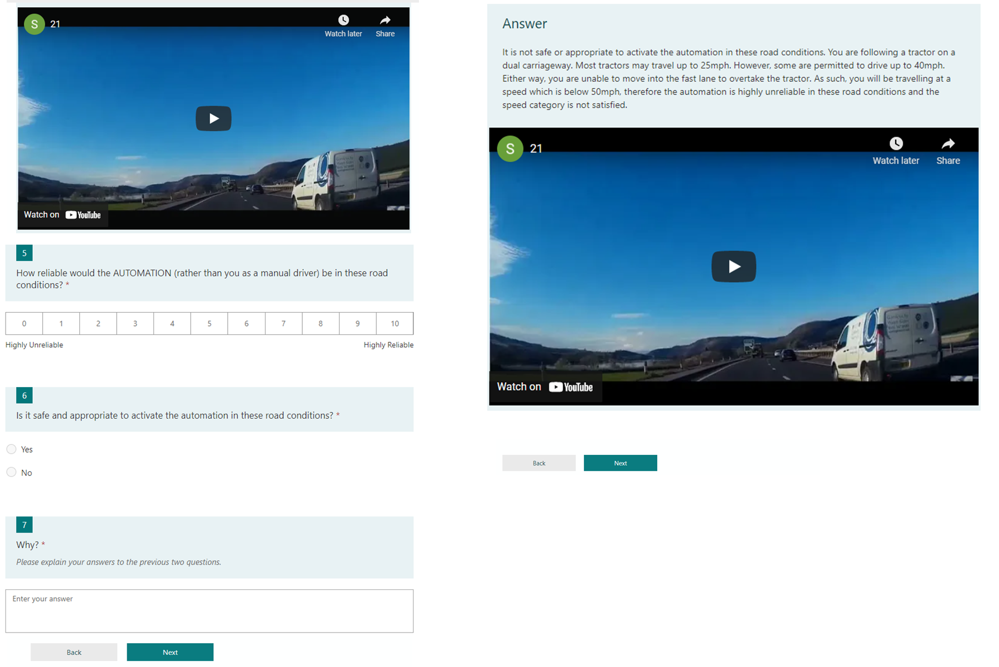 S 21
Watch later
Share
Watch on YouTube
5
How reliable would the AUTOMATION (rather than you as a manual driver) be in these road
conditions? *
0 1 2 3 4 5 6 7 8 9 10
Highly Unreliable
Highly Reliable
6
Is it safe and appropriate to activate the automation in these road conditions? *
Yes
No
7
Why? *
Please explain your answers to the previous two questions.
Enter your answer
Back
Next
Answer
It is not safe or appropriate to activate the automation in these road conditions. You are following a tractor on a
dual carriageway. Most tractors may travel up to 25mph. However, some are permitted to drive up to 40mph.
Either way, you are unable to move into the fast lane to overtake the tractor. As such, you will be travelling at a
speed which is below 50mph, therefore the automation is highly unreliable in these road conditions and the
speed category is not satisfied.
S 21
Watch later
Share
Watch on YouTube
Back
Next